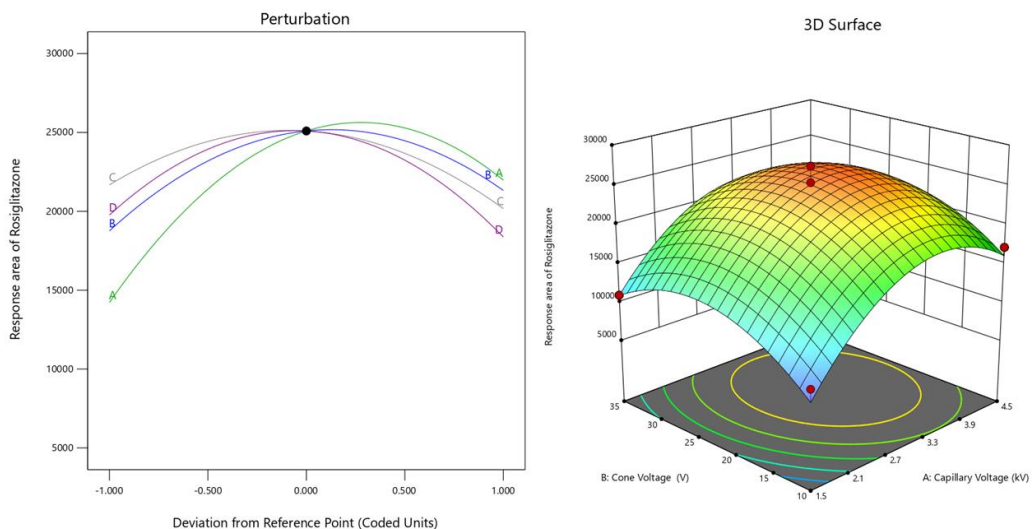 Perturbation
30000
25000
20000
15000
10000
5000
Response area of Rosiglitazone
C
D
B
A
A
B
C
D
-1.000
-0.500
0.000
0.500
1.000
Deviation from Reference Point (Coded Units)
3D Surface
30000
25000
20000
15000
10000
5000
Response area of Rosiglitazone
35
30
25
20
15
10
B: Cone Voltage (V)
1.5
2.1
2.7
3.3
3.9
4.5
A: Capillary Voltage (kV)